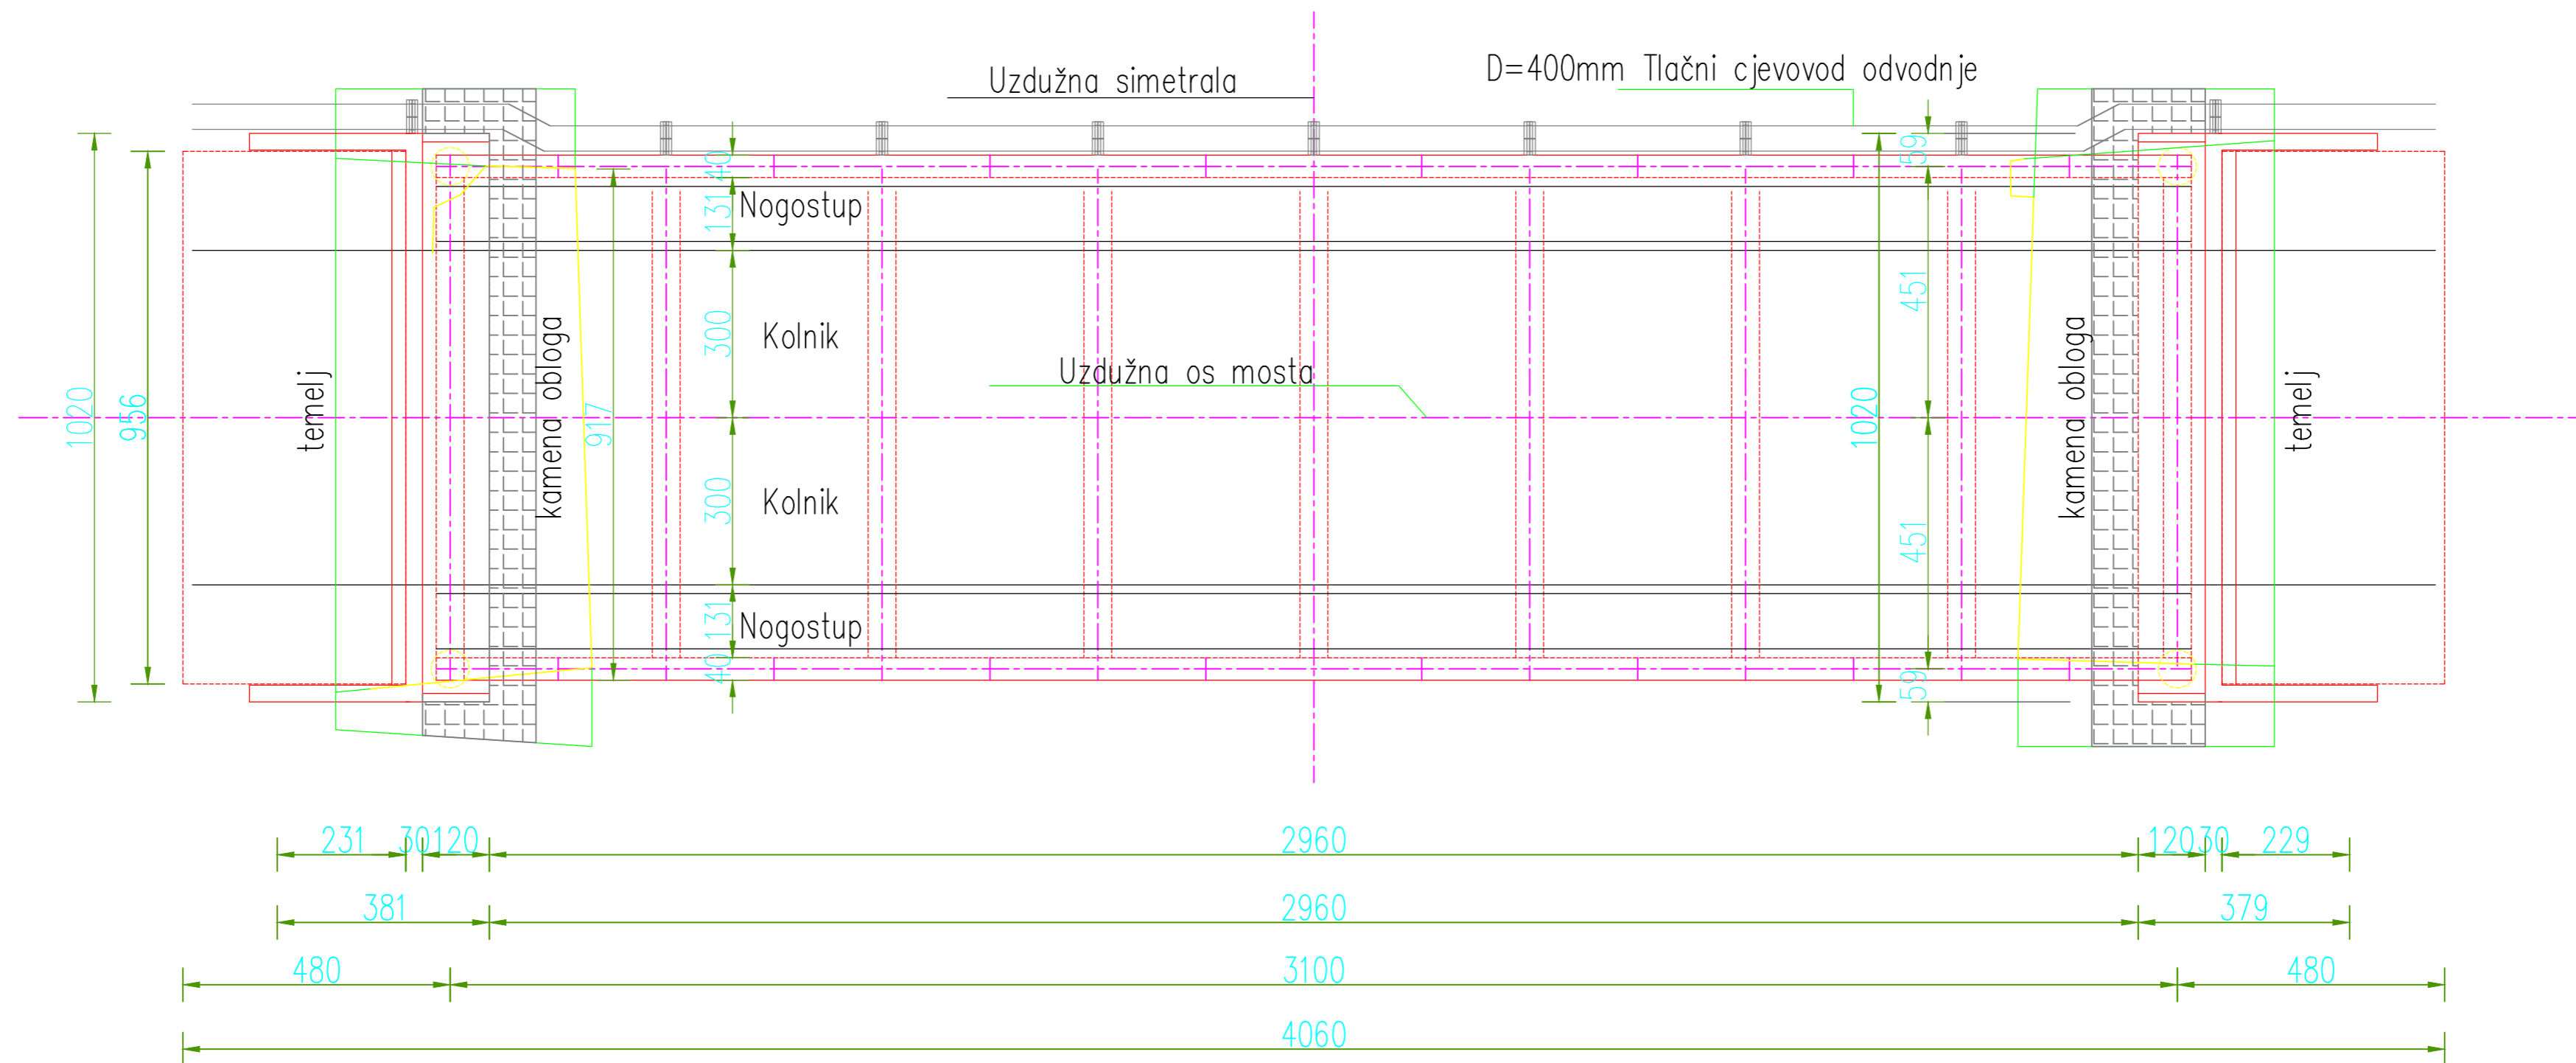 D=400mm Tlačni cjevovod odvodnje
Uzdužna simetrala
59
40
131
Nogostup
451
300
Kolnik
Uzdužna os mosta
kamena obloga
kamena obloga
temelj
temelj
1020
956
917
1020
300
Kolnik
451
131
Nogostup
40
59
231
30
120
2960
120
30
229
381
2960
379
480
3100
480
4060